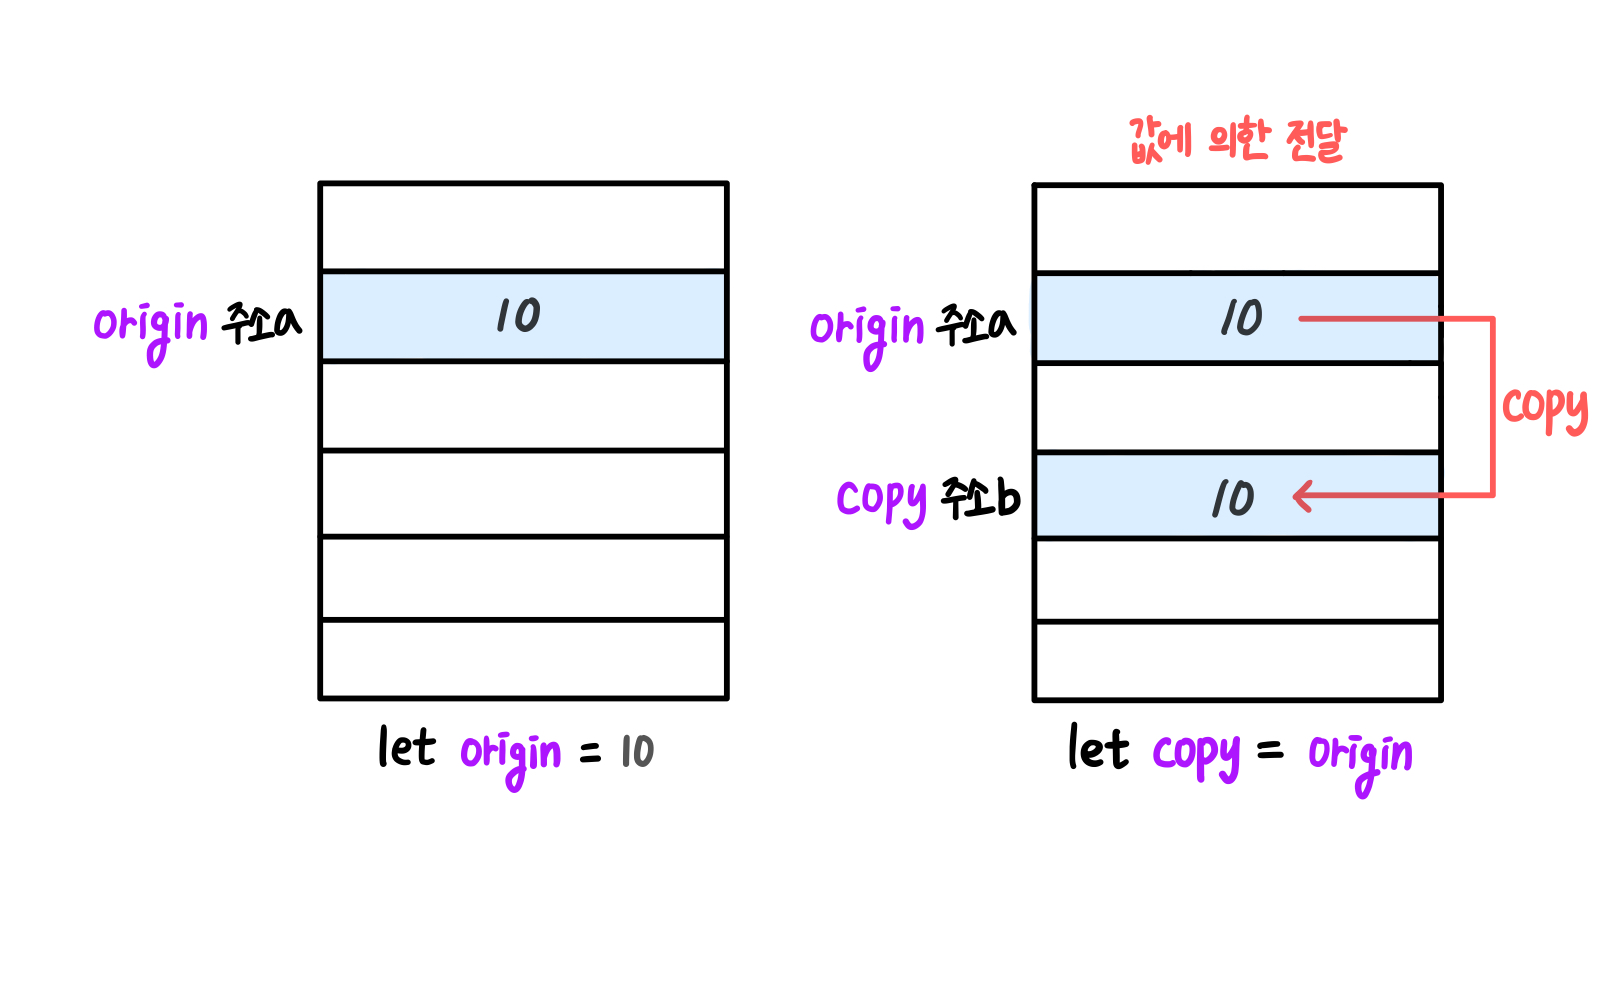 origin 주소a
10
let origin = 10
값에 의한 전달
origin 주소a
10
copy
copy 주소b
10
let copy = origin